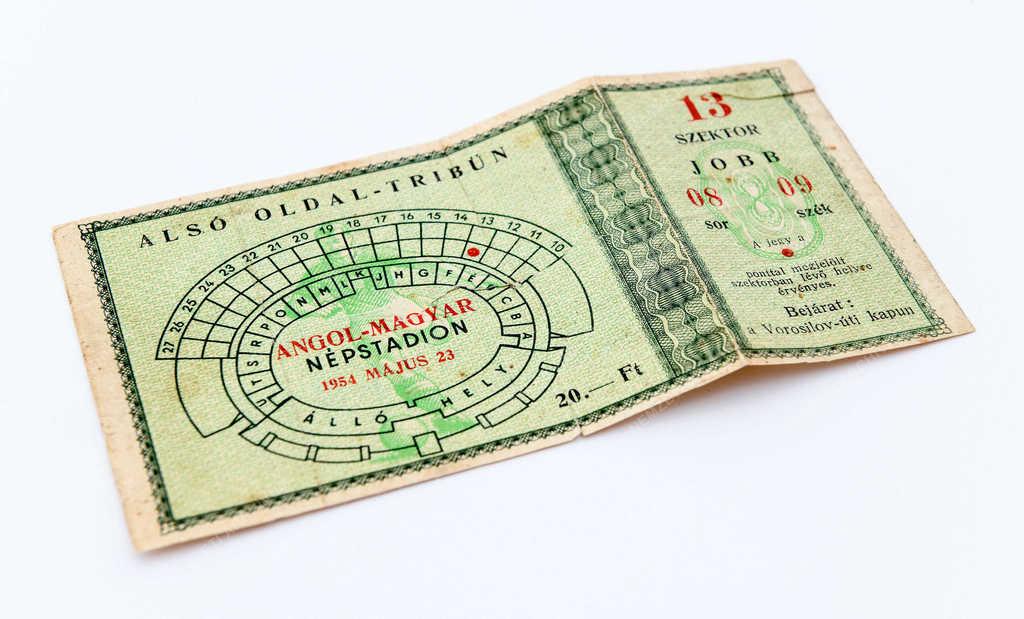 ALSÓ OLDAL-TRIBÜN
27 26 25 24 23 22 21 20 19 18 17 16 15 14 13 12 11 10
U T S R P O N M L K J H G F É E C B A
ANGOL-MAGYAR
NÉPSTADION
1954 MÁJUS 23
ÁLLÓ HELY
20.— Ft
13
SZEKTOR
JOBB
08 09
sor szék
A jegy a
ponttal megjelölt
szektorban lévő helyre
érvényes.
Bejárat :
a Vorosilov-úti kapun